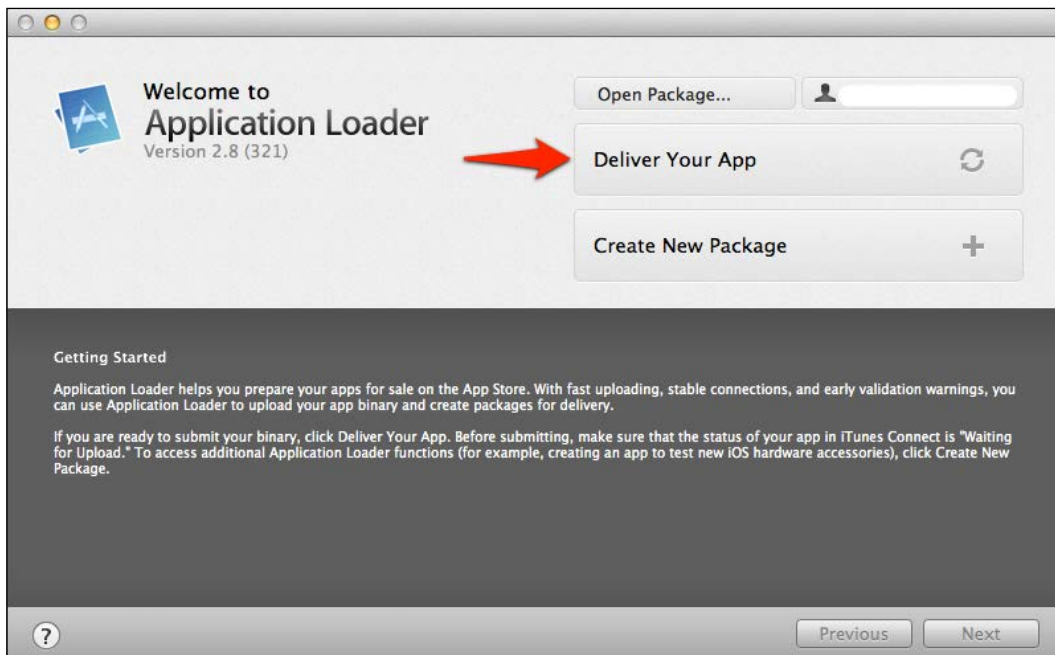 Welcome to
Application Loader
Version 2.8 (321)
Open Package...
Deliver Your App
Create New Package
Getting Started
Application Loader helps you prepare your apps for sale on the App Store. With fast uploading, stable connections, and early validation warnings, you
can use Application Loader to upload your app binary and create packages for delivery.
If you are ready to submit your binary, click Deliver Your App. Before submitting, make sure that the status of your app in iTunes Connect is "Waiting
for Upload." To access additional Application Loader functions (for example, creating an app to test new iOS hardware accessories), click Create New
Package.
?
Previous
Next